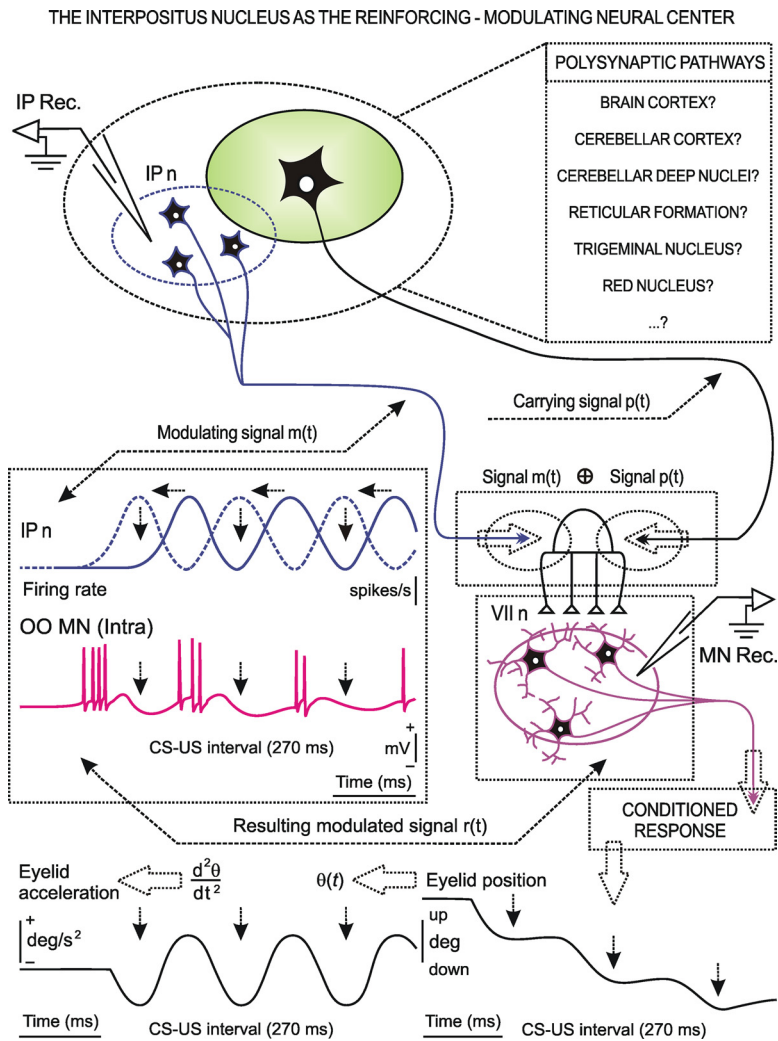 THE INTERPOSITUS NUCLEUS AS THE REINFORCING - MODULATING NEURAL CENTER
POLYSYNAPTIC PATHWAYS
BRAIN CORTEX?
CEREBELLAR CORTEX?
CEREBELLAR DEEP NUCLEI?
RETICULAR FORMATION?
TRIGEMINAL NUCLEUS?
RED NUCLEUS?
...?
IP Rec.
IP n
Carrying signal p(t)
Modulating signal m(t)
Signal m(t) ⊕ Signal p(t)
IP n
Firing rate
spikes/s
OO MN (Intra)
+
mV
–
CS-US interval (270 ms)
Time (ms)
VII n
MN Rec.
Resulting modulated signal r(t)
CONDITIONED
RESPONSE
Eyelid
acceleration
d²θ
dt²
θ(t)
Eyelid position
+
deg/s²
–
up
deg
down
Time (ms)
CS-US interval (270 ms)
Time (ms)
CS-US interval (270 ms)